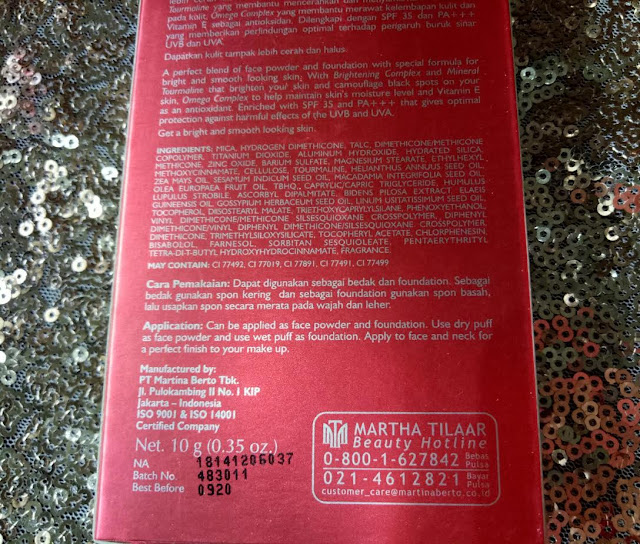 Tourmaline yang membantu mencerahkan dan
pada kulit, Omega Complex yang membantu merawat kelembapan kulit dan
Vitamin E sebagai antioksidan. Dilengkapi dengan SPF 35 dan PA+++
yang memberikan perlindungan optimal terhadap pengaruh buruk sinar
UVB dan UVA.
Dapatkan kulit tampak lebih cerah dan halus.
A perfect blend of face powder and foundation with special formula for
bright and smooth looking skin. With Brightening Complex and Mineral
Tourmaline that brighten your skin and camouflage black spots on your
skin, Omega Complex to help maintain skin's moisture level and Vitamin E
as an antioxidant. Enriched with SPF 35 and PA+++ that gives optimal
protection against harmful effects of the UVB and UVA.
Get a bright and smooth looking skin.
INGREDIENTS: MICA, HYDROGEN DIMETHICONE, TALC, DIMETHICONE/METHICONE
COPOLYMER, TITANIUM DIOXIDE, ALUMINUM HYDROXIDE, HYDRATED SILICA,
METHICONE, ZINC OXIDE, BARIUM SULFATE, MAGNESIUM STEARATE, ETHYLHEXYL
METHOXYCINNAMATE, CELLULOSE, TOURMALINE, HELIANTHUS ANNUUS SEED OIL,
ZEA MAYS OIL, SESAMUM INDICUM SEED OIL, MACADAMIA INTEGRIFOLIA SEED OIL,
OLEA EUROPAEA FRUIT OIL, TBHQ, CAPRYLIC/CAPRIC TRIGLYCERIDE, HUMULUS
LUPULUS STROBILE ASCORBYL DIPALMITATE, BIDENS PILOSA EXTRACT, ELAEIS
GUINEENSIS OIL, GOSSYPIUM HERBACEUM SEED OIL, LINUM USITATISSIMUM SEED OIL,
TOCOPHEROL, DIISOSTEARYL MALATE, TRIETHOXYCAPRYLYLSILANE, PHENOXYETHANOL,
VINYL DIMETHICONE/METHICONE SILSESQUIOXANE CROSSPOLYMER, DIPHENYL
DIMETHICONE/VINYL DIPHENYL DIMETHICONE/SILSESQUIOXANE CROSSPOLYMER,
DIMETHICONE, TRIMETHYLSILOXYSILICATE, TOCOPHERYL ACETATE, CHLORPHENESIN,
BISABOLOL, FARNESOL, SORBITAN SESQUIOLEATE, PENTAERYTHRITYL
TETRA-DI-T-BUTYL HYDROXYHYDROCINNAMATE, FRAGRANCE.
MAY CONTAIN: CI 77492, CI 77019, CI 77891, CI 77491, CI 77499
Cara Pemakaian: Dapat digunakan sebagai bedak dan foundation. Sebagai
bedak gunakan spon kering dan sebagai foundation gunakan spon basah,
lalu usapkan spon secara merata pada wajah dan leher.
Application: Can be applied as face powder and foundation. Use dry puff
as face powder and use wet puff as foundation. Apply to face and neck for
a perfect finish to your make up.
Manufactured by:
PT Martina Berto Tbk.
Jl. Pulokambing II No. 1 KIP
Jakarta – Indonesia
ISO 9001 & ISO 14001
Certified Company
Net. 10 g (0.35 oz.)
NA 18141206037
Batch No. 483011
Best Before 0920
MARTHA TILAAR
Beauty Hotline
0-800-1-627842 Bebas Pulsa
021-4612821 Bayar Pulsa
customer_care@martinaberto.co.id